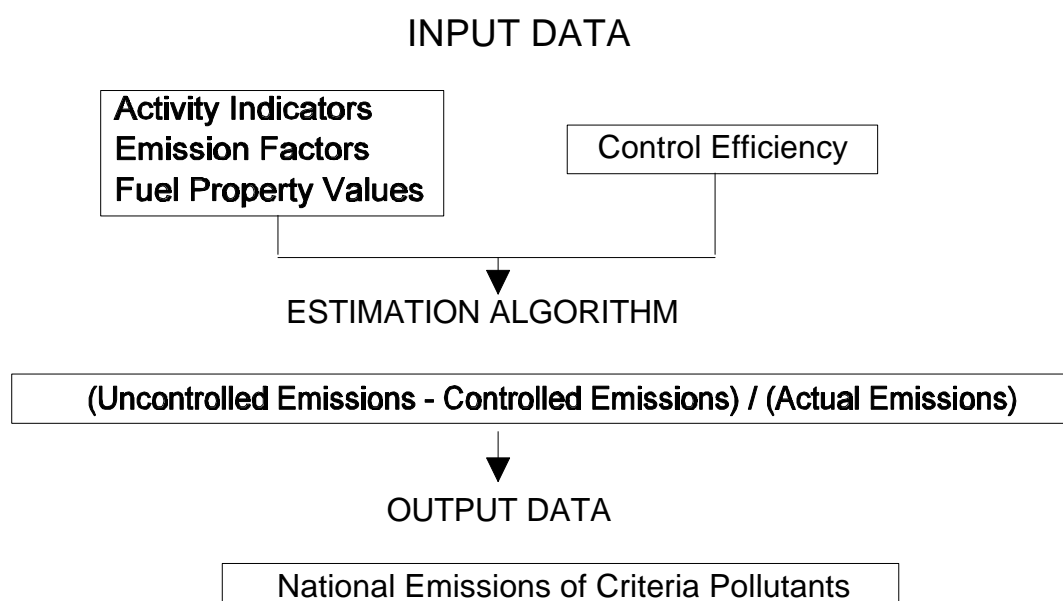 INPUT DATA
Activity Indicators
Emission Factors
Fuel Property Values
Control Efficiency
ESTIMATION ALGORITHM
(Uncontrolled Emissions - Controlled Emissions) / (Actual Emissions)
OUTPUT DATA
National Emissions of Criteria Pollutants